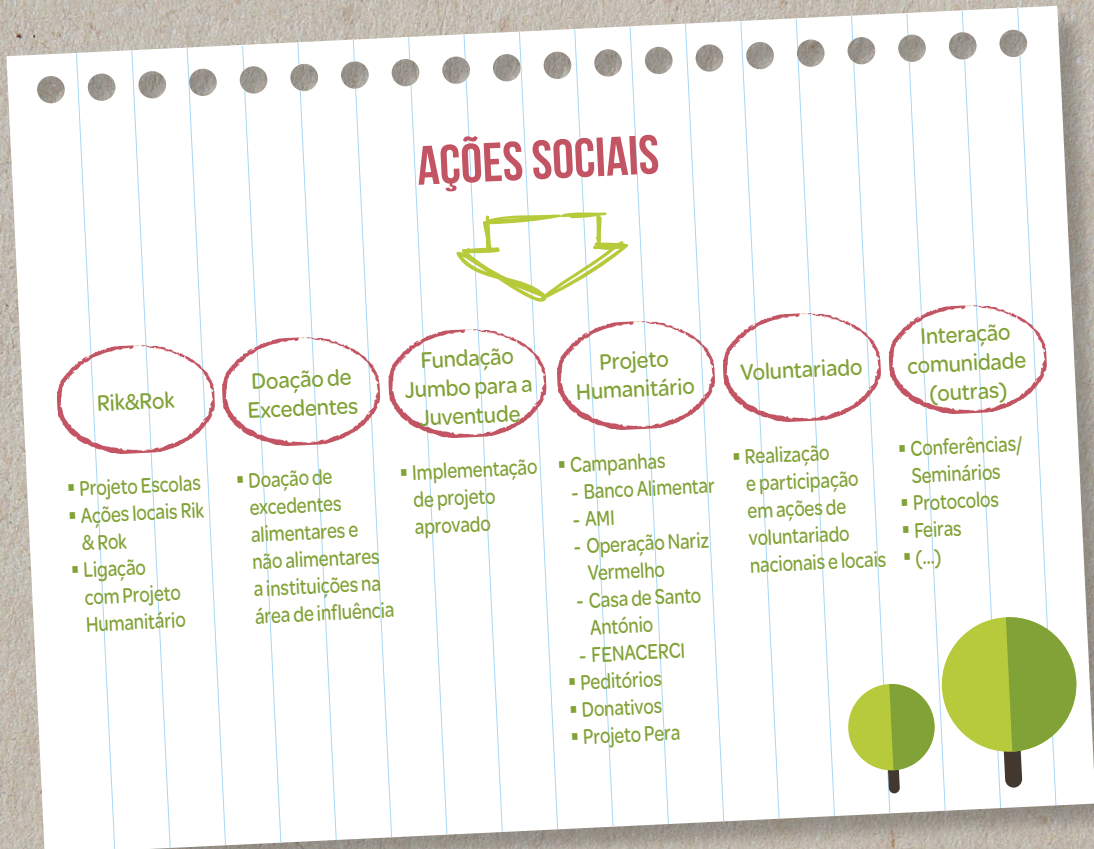 AÇÕES SOCIAIS
Rik&Rok
▪ Projeto Escolas
▪ Ações locais Rik
& Rok
▪ Ligação
com Projeto
Humanitário
Doação de
Excedentes
▪ Doação de
excedentes
alimentares e
não alimentares
a instituições na
área de influência
Fundação
Jumbo para a
Juventude
▪ Implementação
de projeto
aprovado
Projeto
Humanitário
▪ Campanhas
- Banco Alimentar
- AMI
- Operação Nariz
Vermelho
- Casa de Santo
António
- FENACERCI
▪ Peditórios
▪ Donativos
▪ Projeto Pera
Voluntariado
▪ Realização
e participação
em ações de
voluntariado
nacionais e locais
Interação
comunidade
(outras)
▪ Conferências/
Seminários
▪ Protocolos
▪ Feiras
▪ (...)